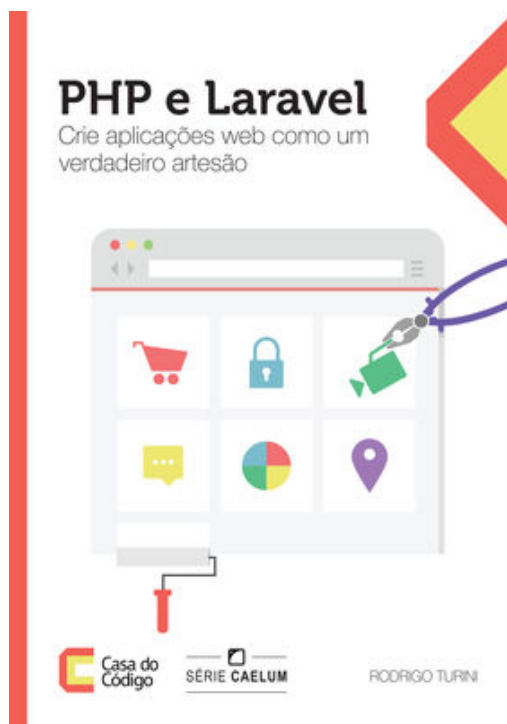 PHP e Laravel
Crie aplicações web como um
verdadeiro artesão
Casa do
Código
SÉRIE CAELUM
RODRIGO TURINI